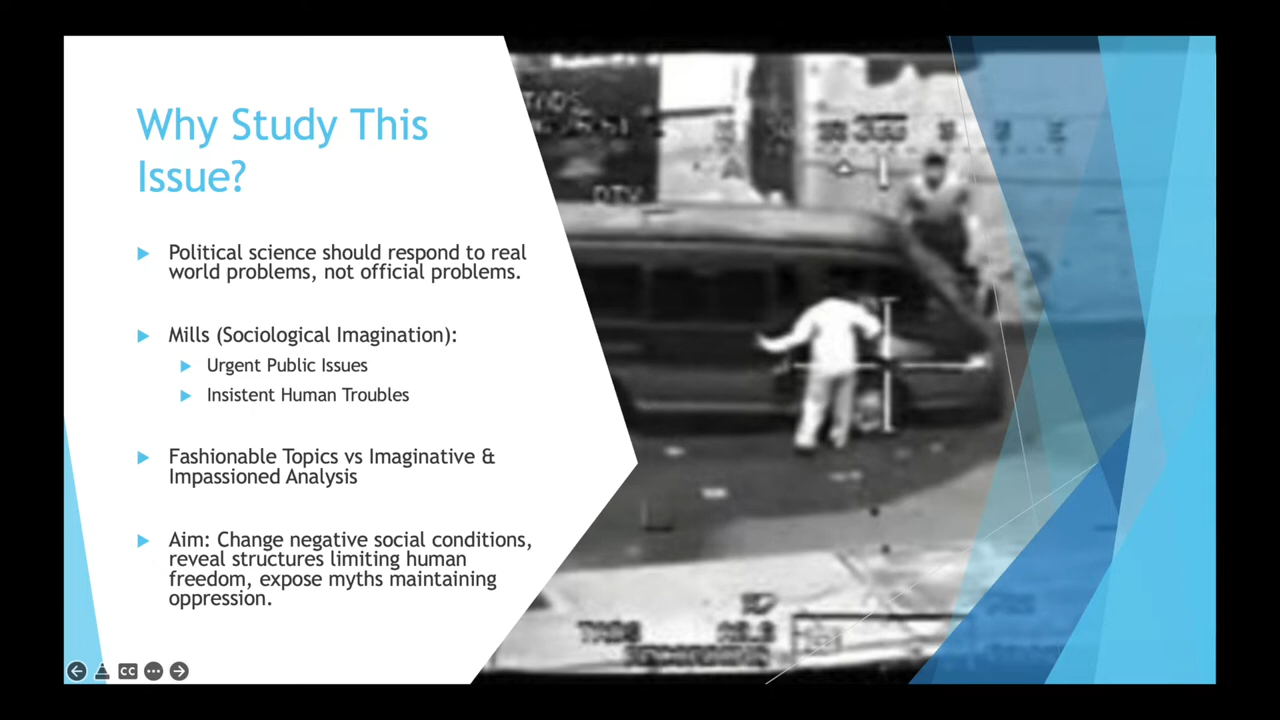 Why Study This
Issue?
Political science should respond to real
world problems, not official problems.
Mills (Sociological Imagination):
Urgent Public Issues
Insistent Human Troubles
Fashionable Topics vs Imaginative &
Impassioned Analysis
Aim: Change negative social conditions,
reveal structures limiting human
freedom, expose myths maintaining
oppression.
CC